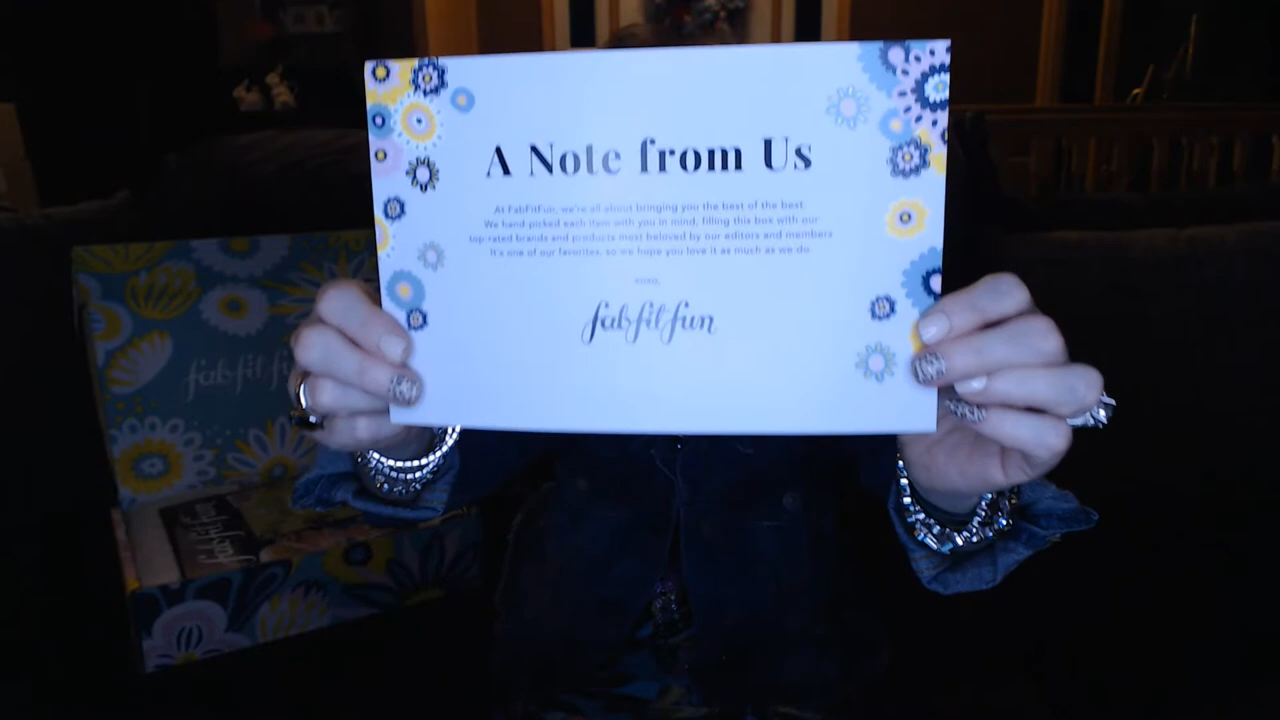 A Note from Us
At FabFitFun, we're all about bringing you the best of the best.
We hand-picked each item with you in mind, filling this box with our
top-rated brands and products most beloved by our editors and members
It's one of our favorites, so we hope you love it as much as we do.
xoxo,
fabfitfun
fabfitfu
fabfitfun